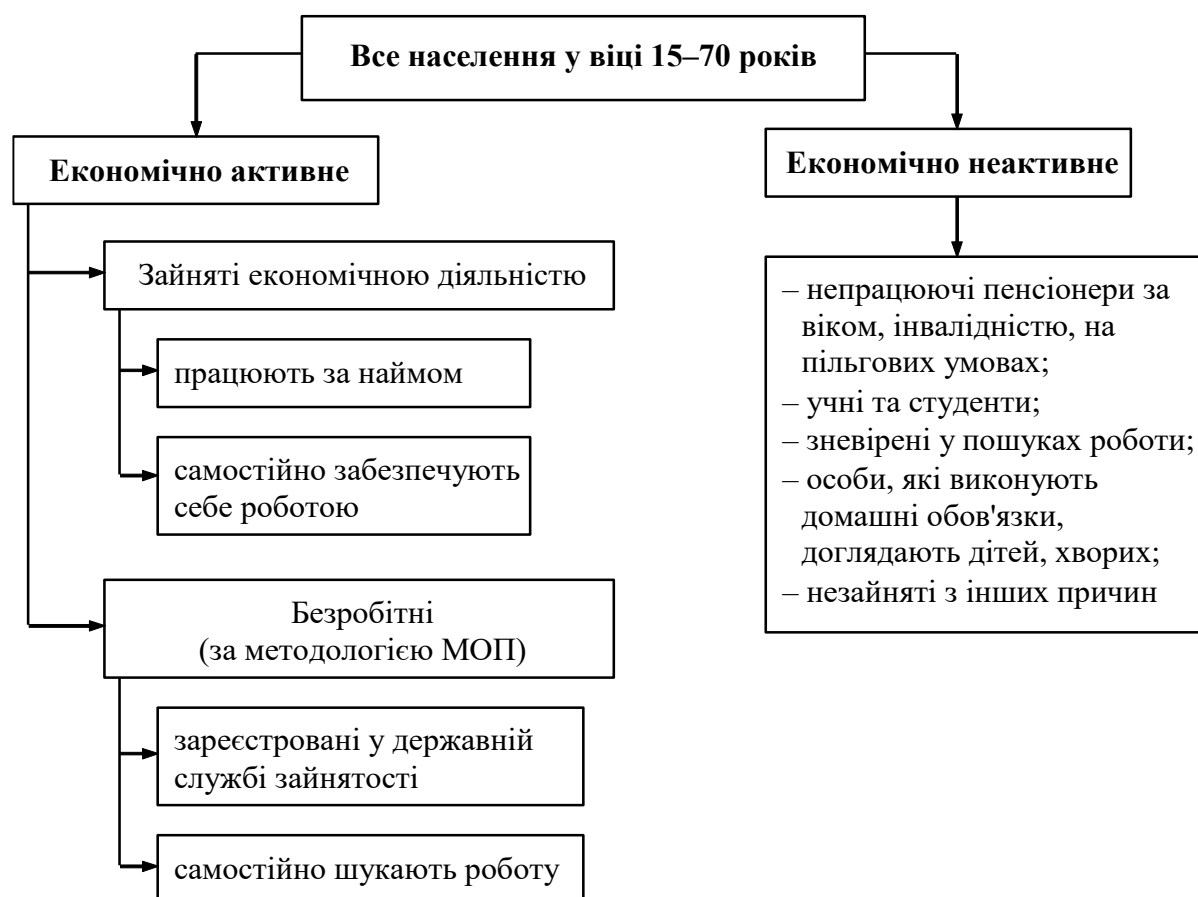 Все населення у віці 15–70 років
Економічно активне
Зайняті економічною діяльністю
працюють за наймом
самостійно забезпечують
себе роботою
Безробітні
(за методологією МОП)
зареєстровані у державній
службі зайнятості
самостійно шукають роботу
Економічно неактивне
– непрацюючі пенсіонери за
віком, інвалідністю, на
пільгових умовах;
– учні та студенти;
– зневірені у пошуках роботи;
– особи, які виконують
домашні обов'язки,
доглядають дітей, хворих;
– незайняті з інших причин